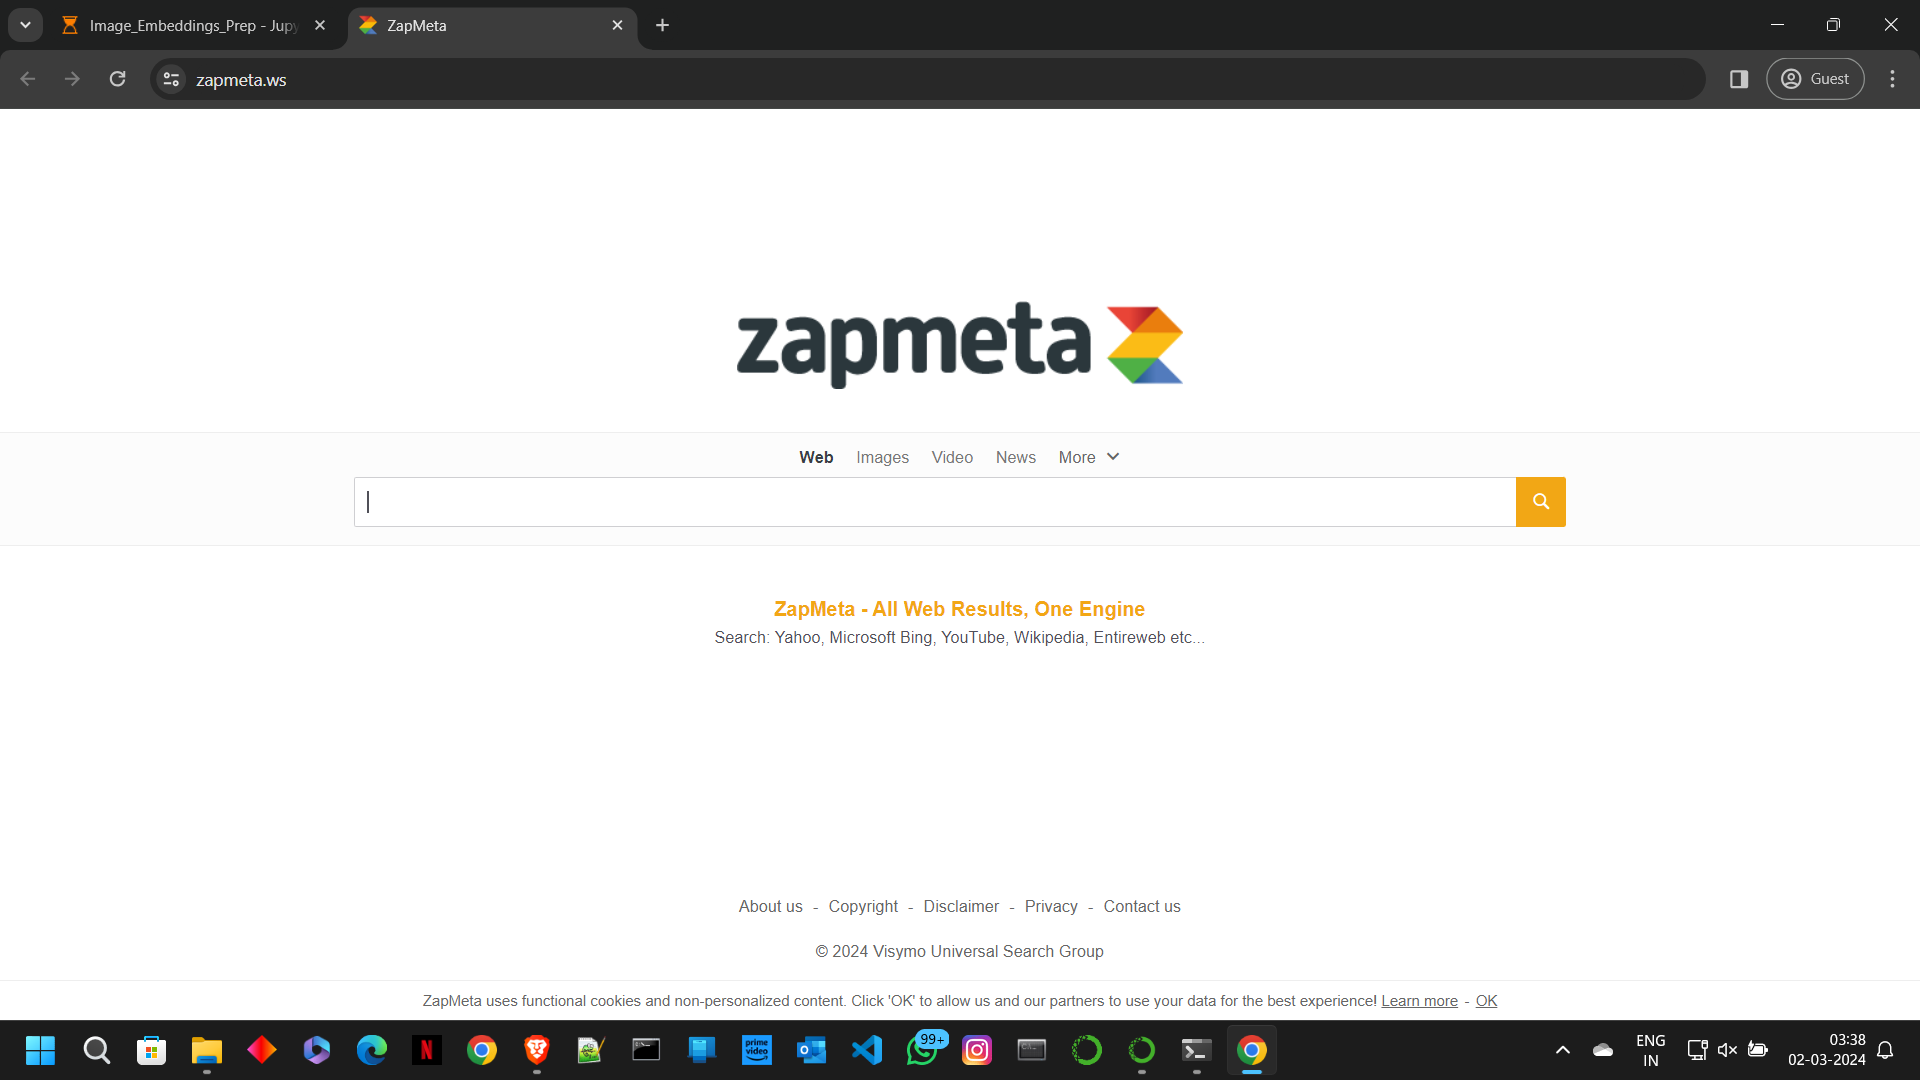 Image_Embeddings_Prep - Jupy
ZapMeta
zapmeta.ws
Guest
zapmeta
Web Images Video News More
ZapMeta - All Web Results, One Engine
Search: Yahoo, Microsoft Bing, YouTube, Wikipedia, Entireweb etc...
About us - Copyright - Disclaimer - Privacy - Contact us
© 2024 Visymo Universal Search Group
ZapMeta uses functional cookies and non-personalized content. Click 'OK' to allow us and our partners to use your data for the best experience! Learn more - OK
N
prime
video
99+
ENG
IN
03:38
02-03-2024